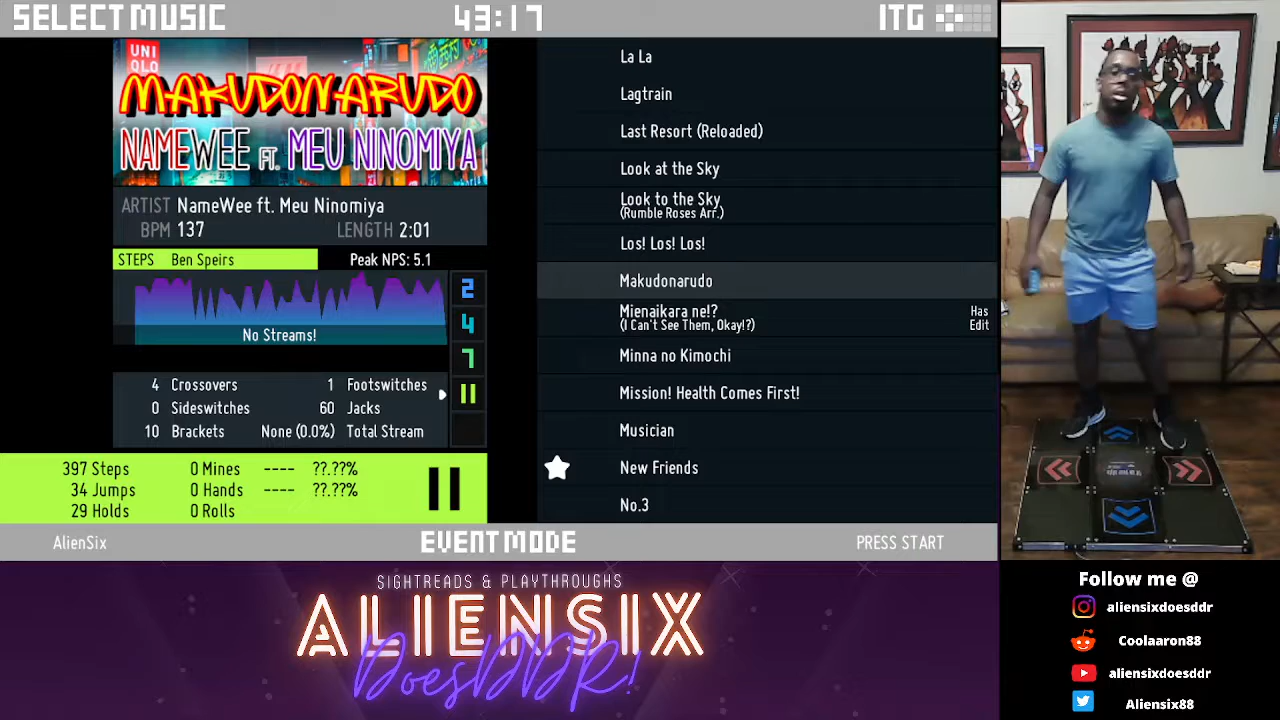 SELECT MUSIC
43:17
ITG
UNI
QLO
MAKUDONARUDO
NAMEWEE FT. MEU NINOMIYA
ARTIST NameWee ft. Meu Ninomiya
BPM 137 LENGTH 2:01
STEPS Ben Speirs Peak NPS: 5.1
No Streams!
2
4
7
11
4 Crossovers 1 Footswitches
0 Sideswitches 60 Jacks
10 Brackets None (0.0%) Total Stream
397 Steps 0 Mines ---- ??.??%
34 Jumps 0 Hands ---- ??.??%
29 Holds 0 Rolls
11
La La
Lagtrain
Last Resort (Reloaded)
Look at the Sky
Look to the Sky
(Rumble Roses Arr.)
Los! Los! Los!
Makudonarudo
Mienaikara ne!?
(I Can't See Them, Okay!?)
Has
Edit
Minna no Kimochi
Mission! Health Comes First!
Musician
New Friends
No.3
AlienSix
EVENT MODE
PRESS START
SIGHTREADS & PLAYTHROUGHS
ALIENSIX
DoesDDR!
Follow me @
aliensixdoesddr
Coolaaron88
aliensixdoesddr
Aliensix88